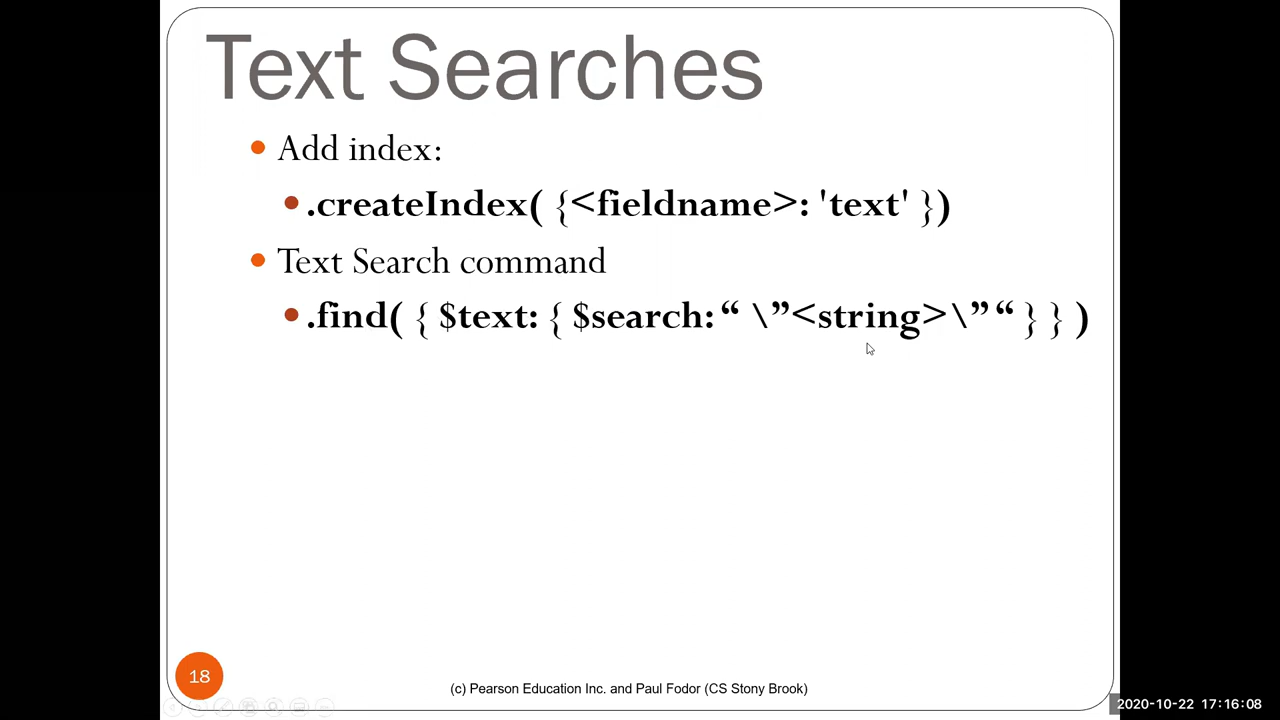 Text Searches
Add index:
.createIndex( {<fieldname>: 'text' })
Text Search command
.find( { $text: { $search: “ \”<string>\” “ } } )
18
(c) Pearson Education Inc. and Paul Fodor (CS Stony Brook)
2020-10-22 17:16:08